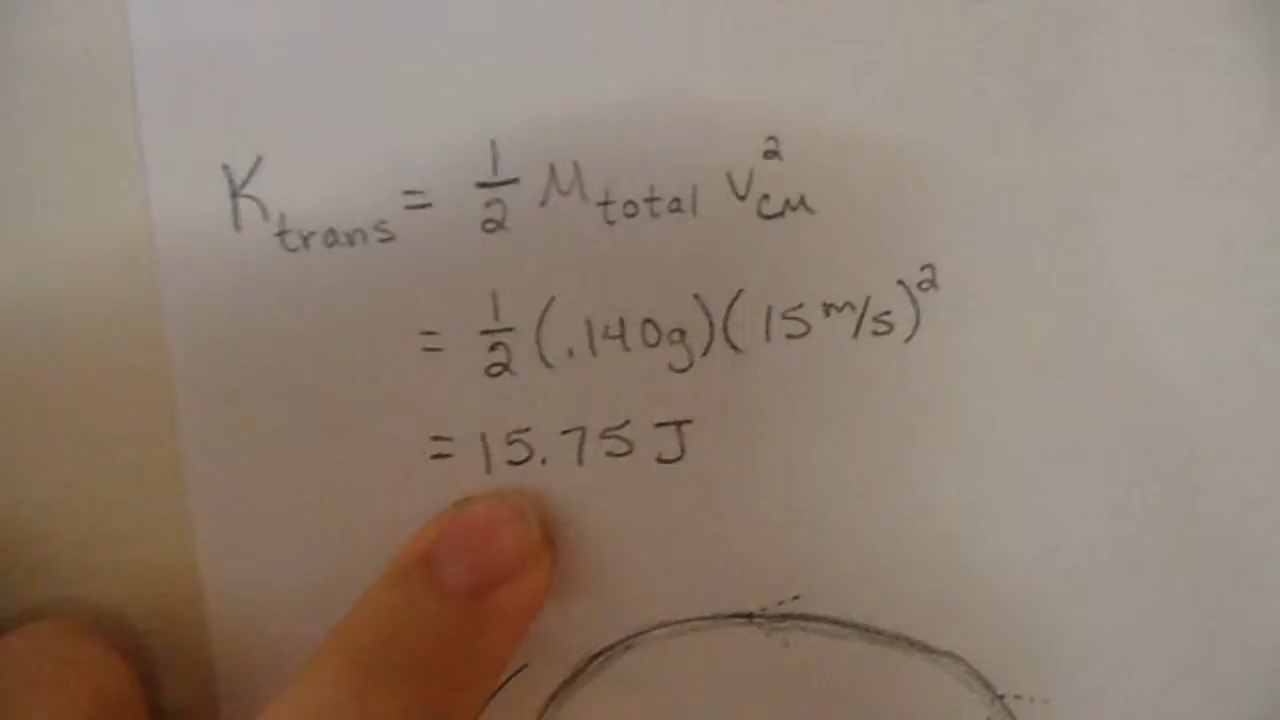 K_trans = 1/2 M_total v_CM^2
= 1/2 (.140g)(15 m/s)^2
= 15.75 J